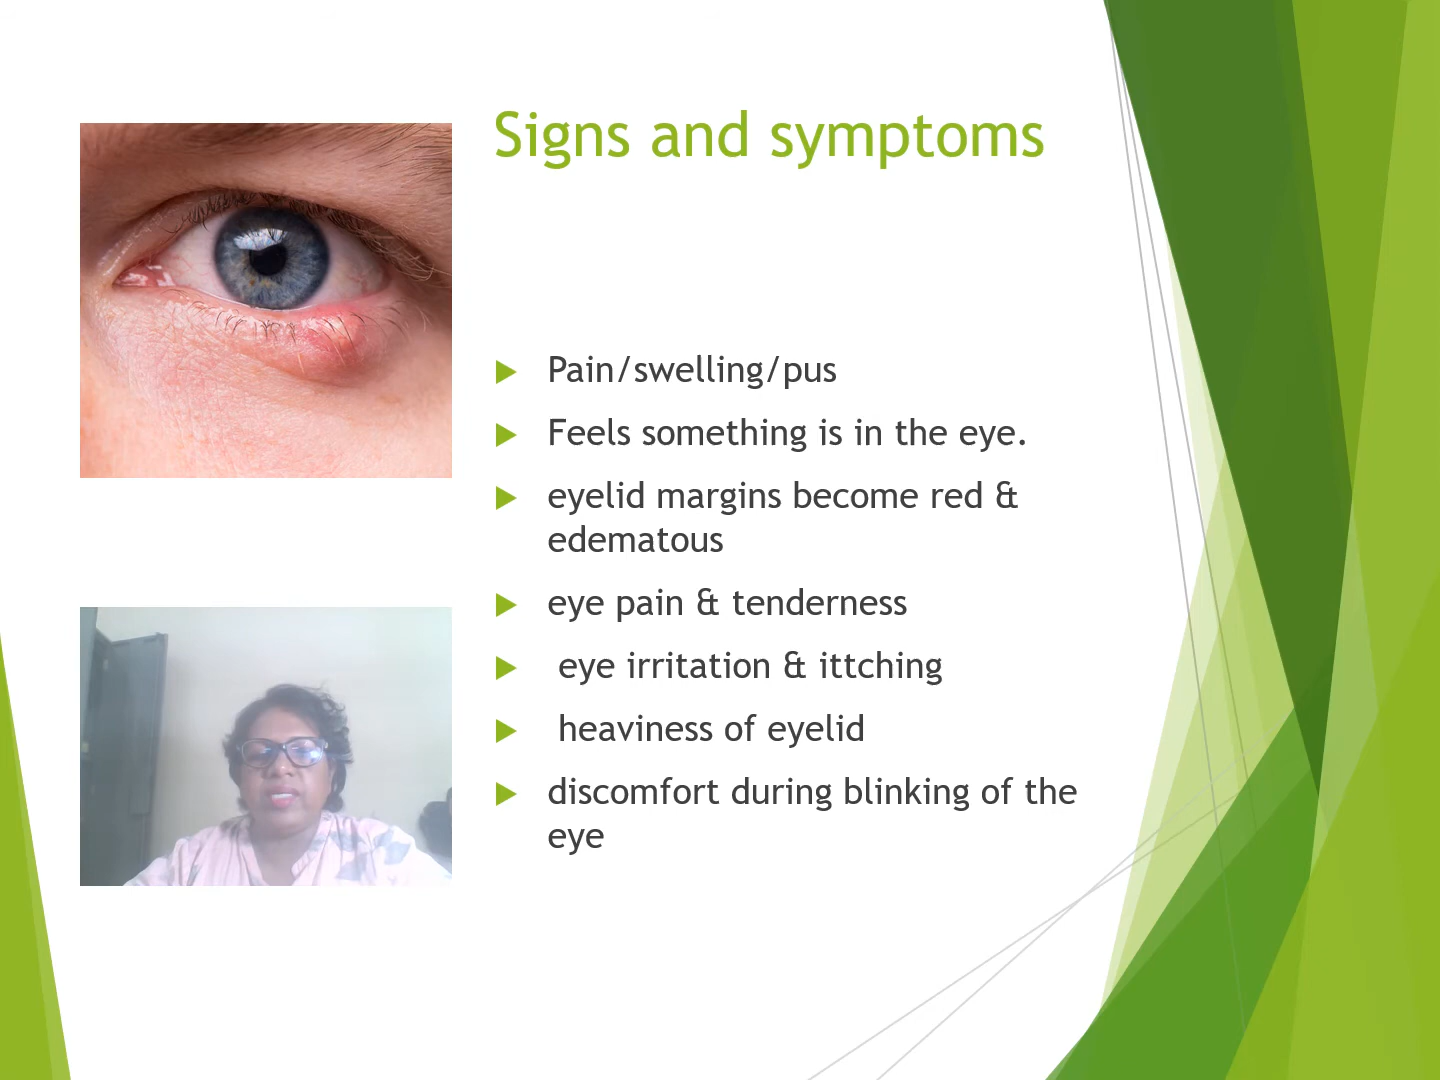 Signs and symptoms
Pain/swelling/pus
Feels something is in the eye.
eyelid margins become red &
edematous
eye pain & tenderness
eye irritation & ittching
heaviness of eyelid
discomfort during blinking of the
eye